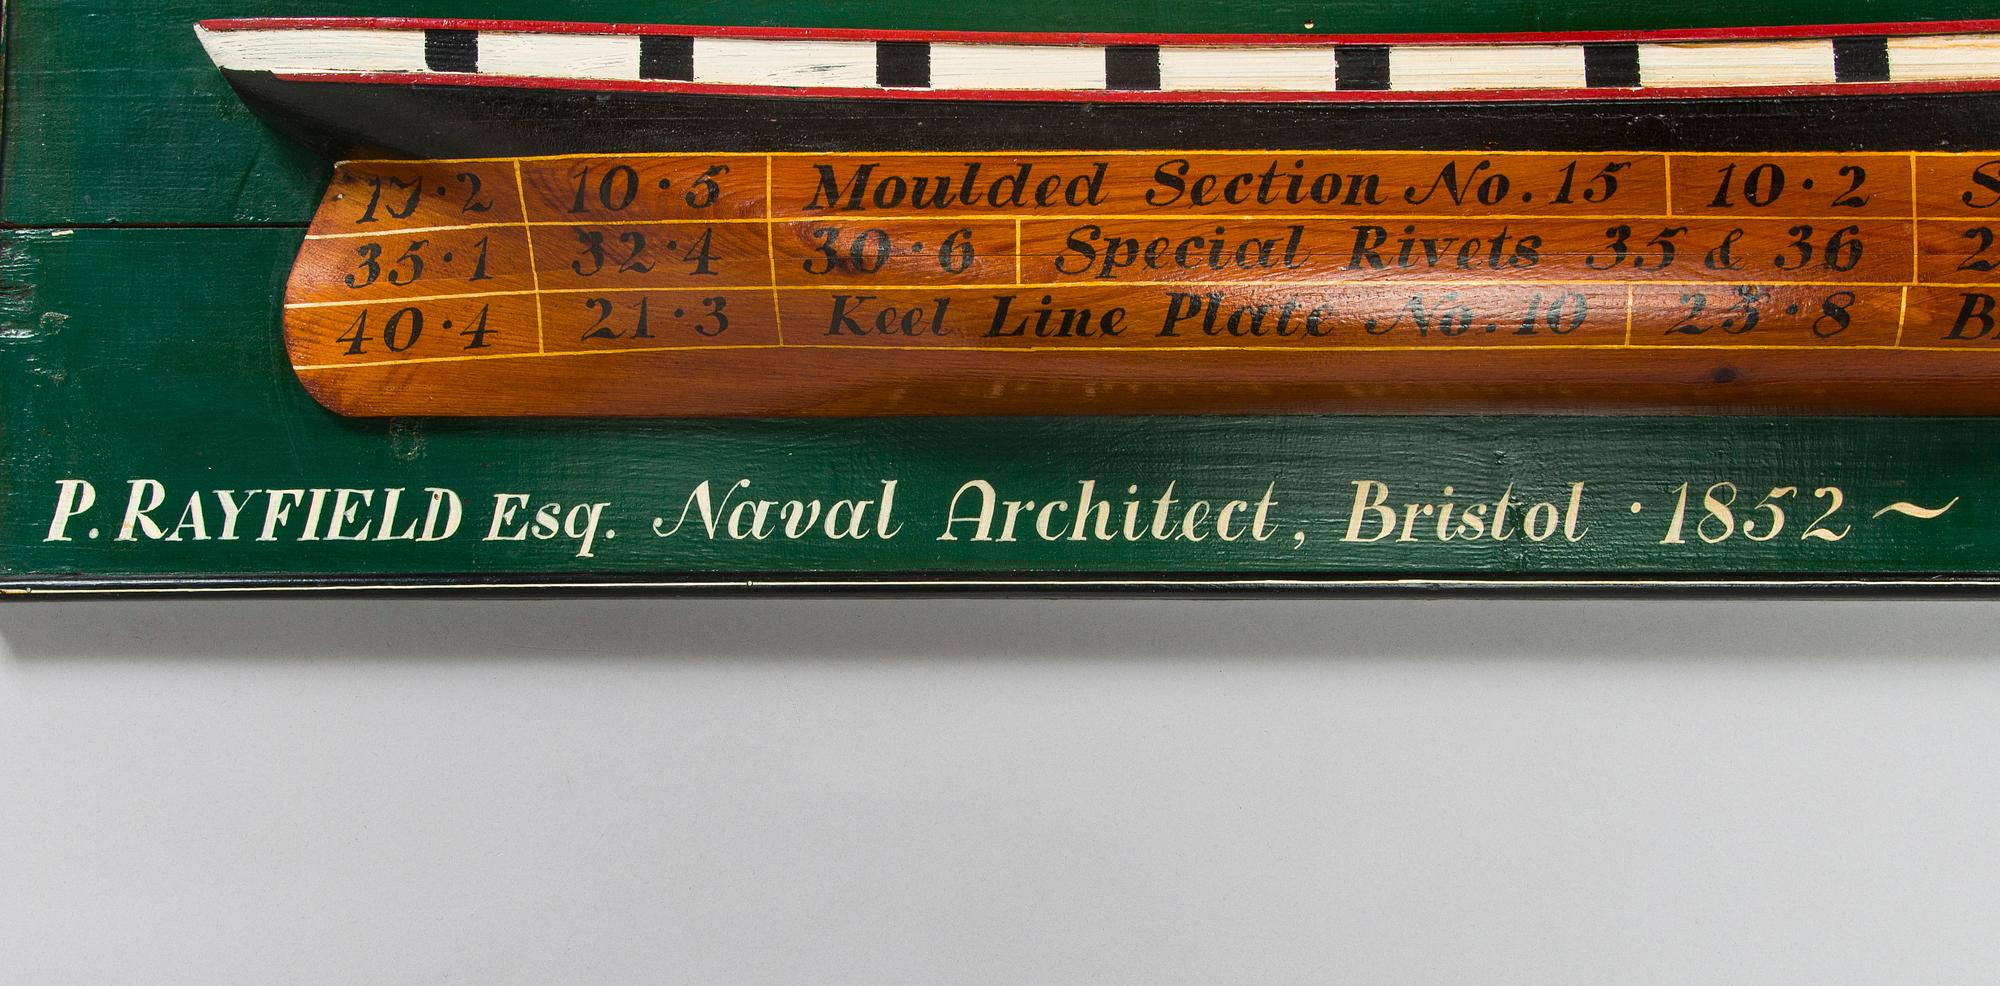 17·2 10·5 Moulded Section No. 15 10·2 S
35·1 32·4 30·6 Special Rivets 35 & 36 2
40·4 21·3 Keel Line Plate No. 10 23·8 B
P. RAYFIELD Esq. Naval Architect, Bristol · 1852 ~